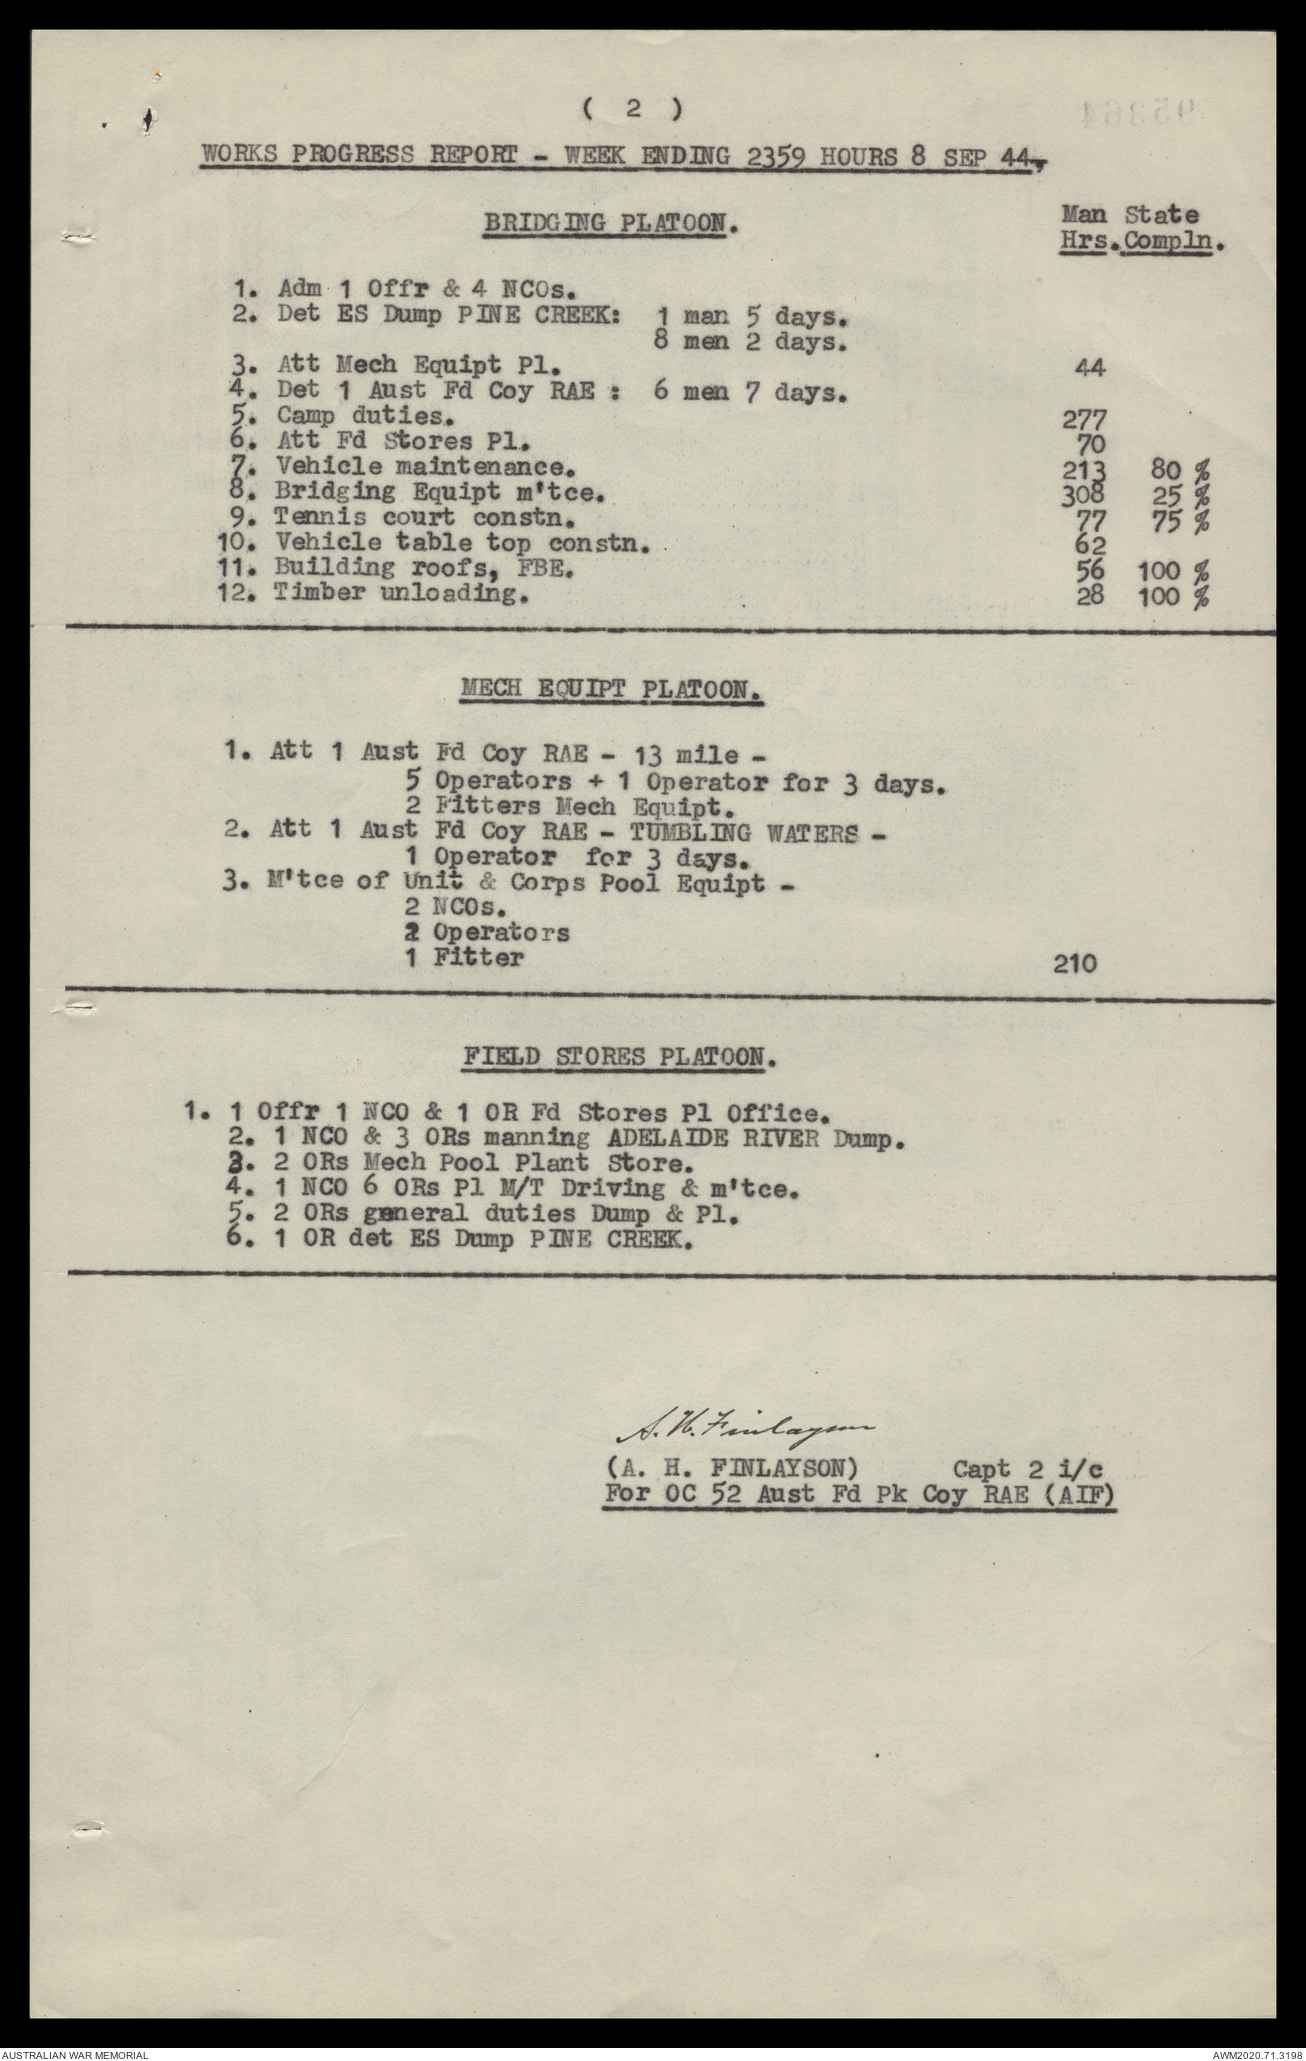 ( 2 )
WORKS PROGRESS REPORT - WEEK ENDING 2359 HOURS 8 SEP 44.
BRIDGING PLATOON.
Man State
Hrs. Compln.
1. Adm 1 Offr & 4 NCOs.
2. Det ES Dump PINE CREEK: 1 man 5 days.
8 men 2 days.
3. Att Mech Equipt Pl. 44
4. Det 1 Aust Fd Coy RAE : 6 men 7 days.
5. Camp duties. 277
6. Att Fd Stores Pl. 70
7. Vehicle maintenance. 213 80 %
8. Bridging Equipt m'tce. 308 25 %
9. Tennis court constn. 77 75 %
10. Vehicle table top constn. 62
11. Building roofs, FBE. 56 100 %
12. Timber unloading. 28 100 %
MECH EQUIPT PLATOON.
1. Att 1 Aust Fd Coy RAE - 13 mile -
5 Operators + 1 Operator for 3 days.
2 Fitters Mech Equipt.
2. Att 1 Aust Fd Coy RAE - TUMBLING WATERS -
1 Operator for 3 days.
3. M'tce of Unit & Corps Pool Equipt -
2 NCOs.
Operators
1 Fitter 210
FIELD STORES PLATOON.
1. 1 Offr 1 NCO & 1 OR Fd Stores Pl Office.
2. 1 NCO & 3 ORs manning ADELAIDE RIVER Dump.
3. 2 ORs Mech Pool Plant Store.
4. 1 NCO 6 ORs Pl M/T Driving & m'tce.
5. 2 ORs general duties Dump & Pl.
6. 1 OR det ES Dump PINE CREEK.
A. H. Finlayson
(A. H. FINLAYSON) Capt 2 i/c
For OC 52 Aust Fd Pk Coy RAE (AIF)
AUSTRALIAN WAR MEMORIAL AWM2020.71.3198